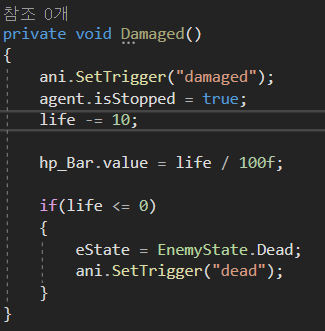 참조 0개
private void Damaged()
{
ani.SetTrigger("damaged");
agent.isStopped = true;
life -= 10;
hp_Bar.value = life / 100f;
if(life <= 0)
{
eState = EnemyState.Dead;
ani.SetTrigger("dead");
}
}